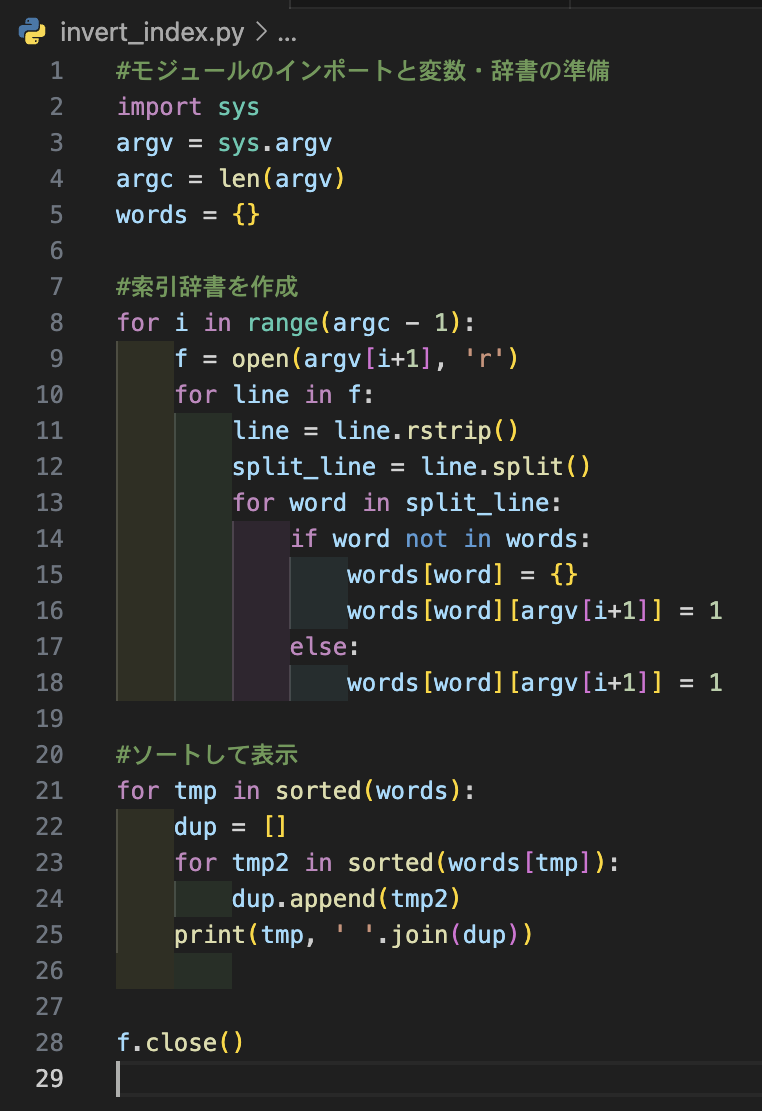 invert_index.py > ...
1 #モジュールのインポートと変数・辞書の準備
2 import sys
3 argv = sys.argv
4 argc = len(argv)
5 words = {}
6
7 #索引辞書を作成
8 for i in range(argc - 1):
9     f = open(argv[i+1], 'r')
10     for line in f:
11         line = line.rstrip()
12         split_line = line.split()
13         for word in split_line:
14             if word not in words:
15                 words[word] = {}
16                 words[word][argv[i+1]] = 1
17             else:
18                 words[word][argv[i+1]] = 1
19
20 #ソートして表示
21 for tmp in sorted(words):
22     dup = []
23     for tmp2 in sorted(words[tmp]):
24         dup.append(tmp2)
25     print(tmp, ' '.join(dup))
26
27
28 f.close()
29